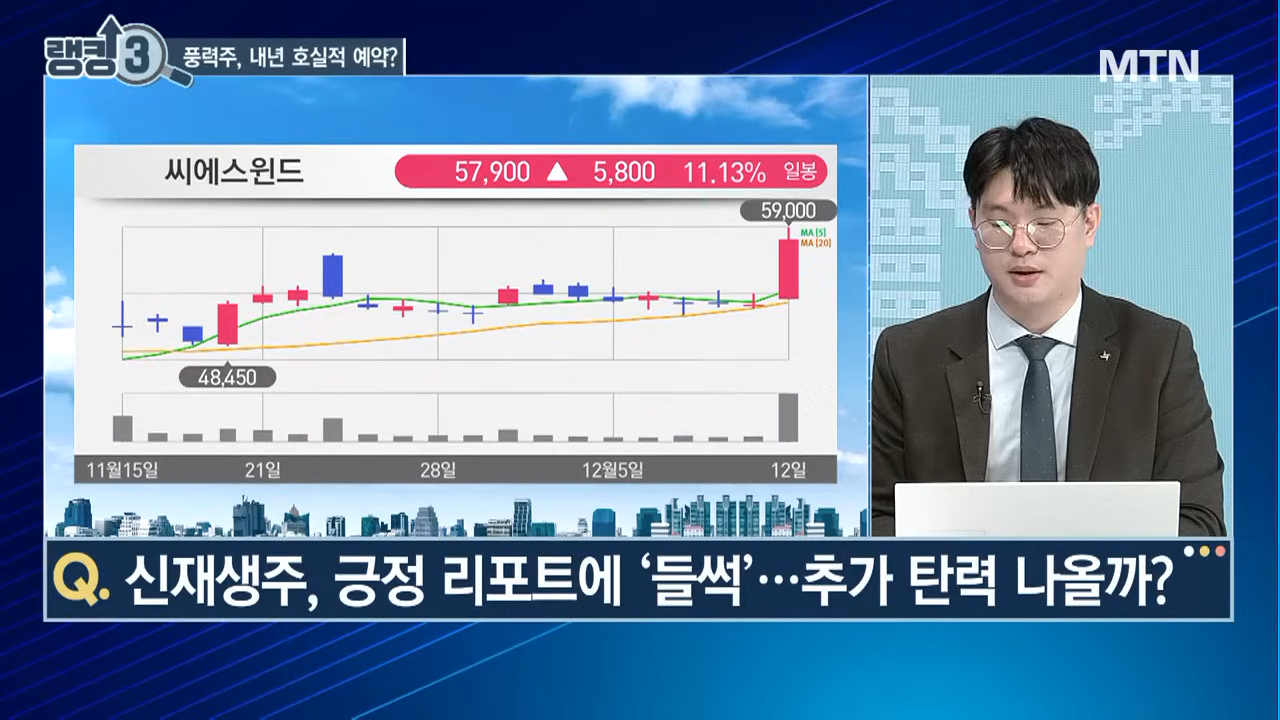 랭킹3 풍력주, 내년 호실적 예약?
MTN
씨에스윈드 57,900 ▲ 5,800 11.13% 일봉
59,000
MA [5]
MA [20]
48,450
11월15일 21일 28일 12월5일 12일
Q. 신재생주, 긍정 리포트에 ‘들썩’…추가 탄력 나올까?